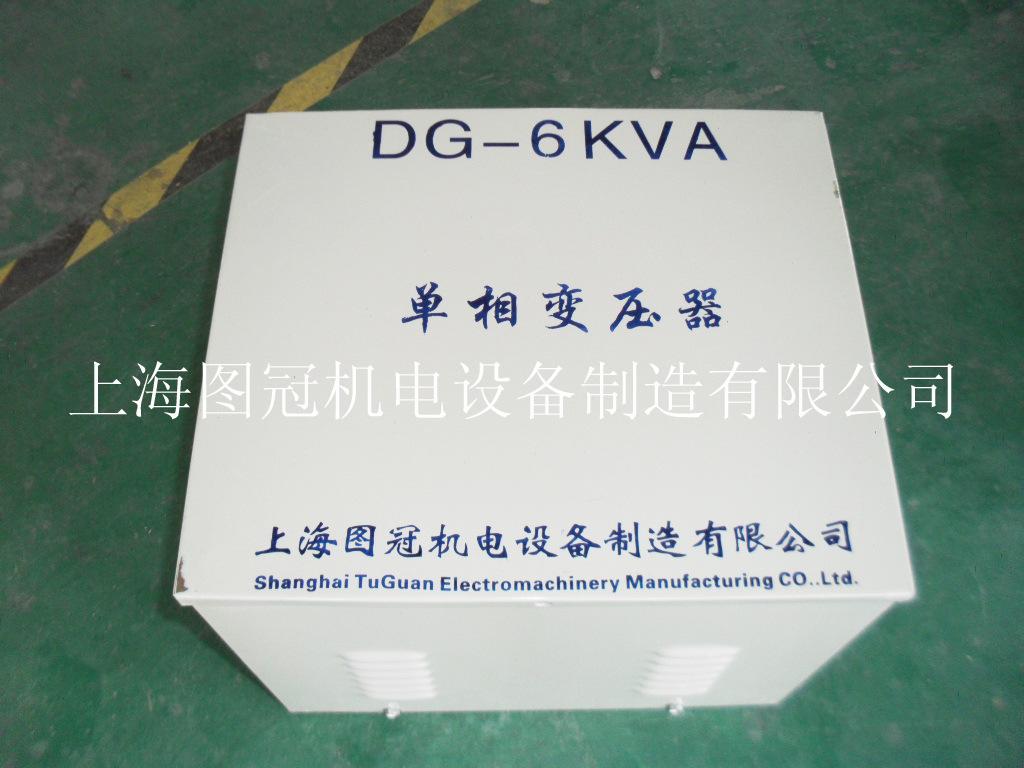 DG-6KVA
单相变压器
上海图冠机电设备制造有限公司
上海图冠机电设备制造有限公司
Shanghai TuGuan Electromachinery Manufacturing CO..Ltd.